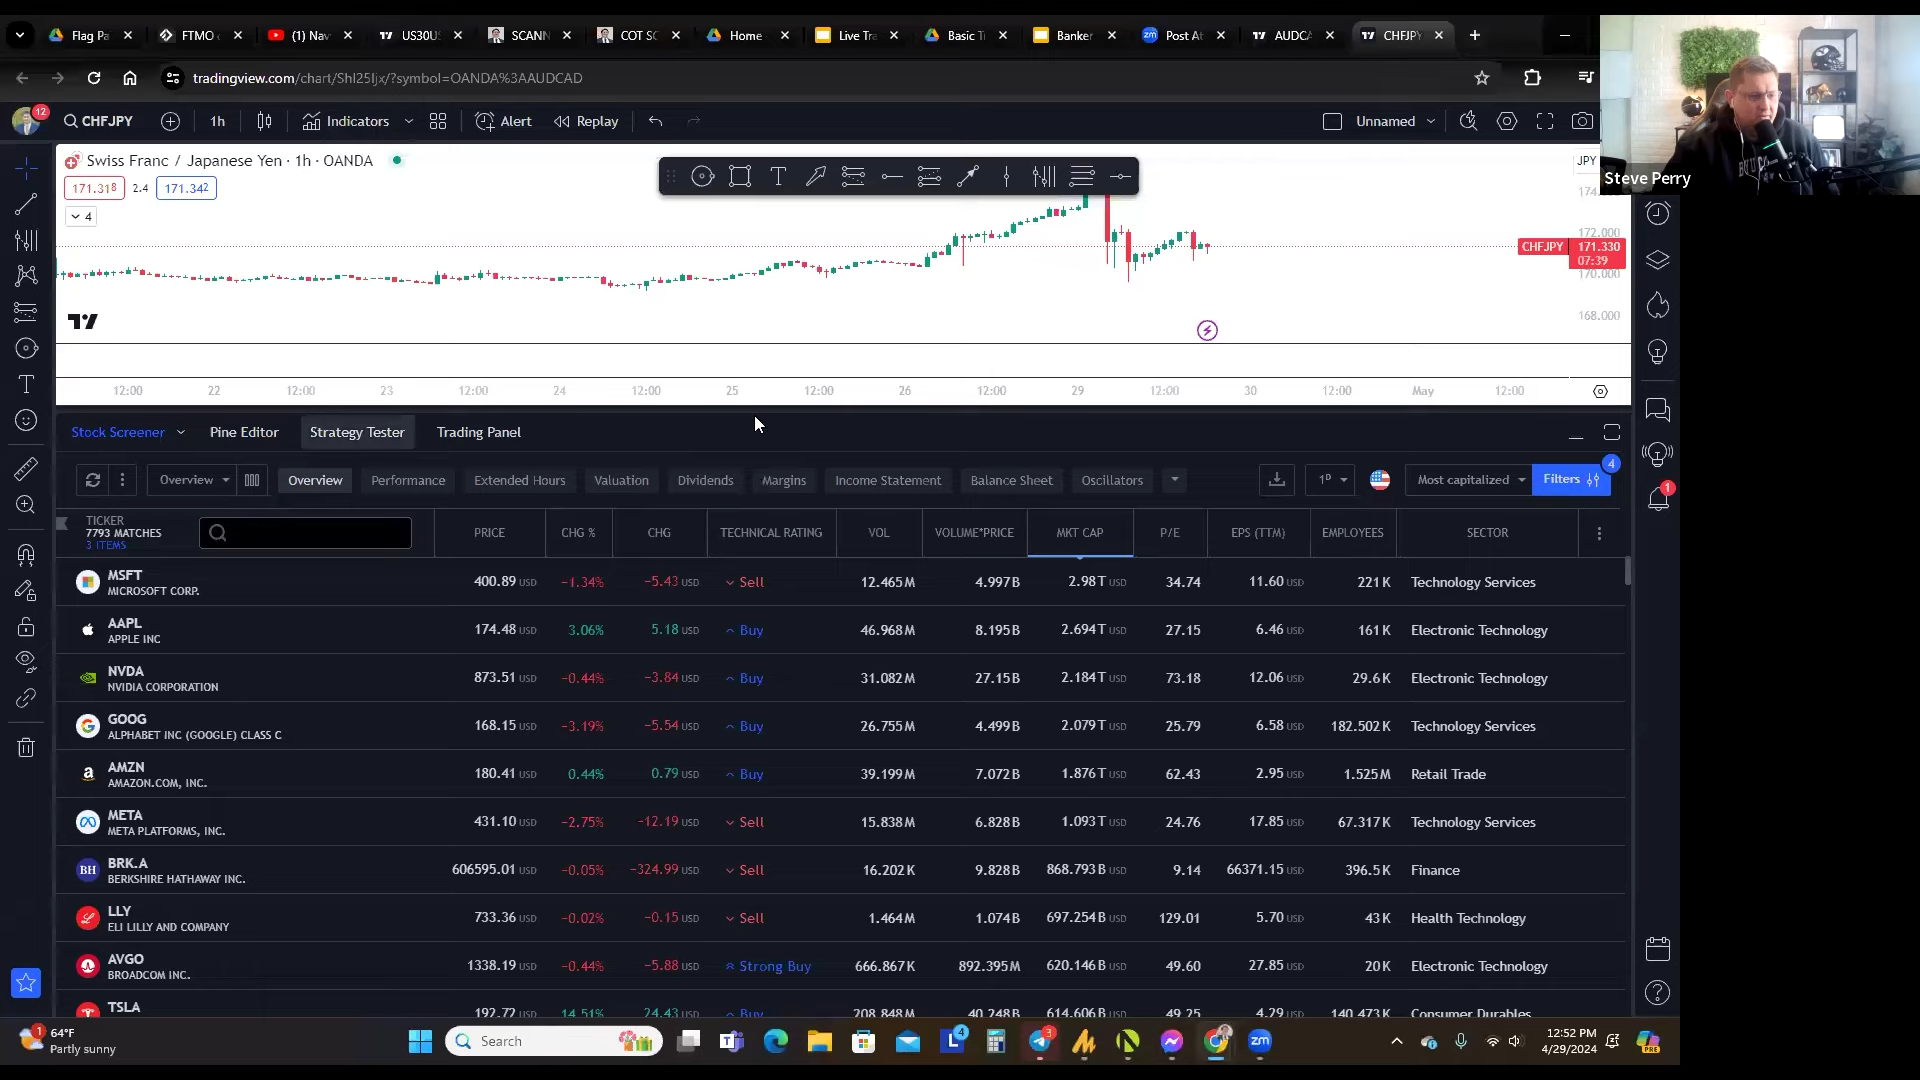 Flag Pa
FTMO
(1) Nav
US30US
SCANN
COT SC
Home
Live Tra
Basic T
Banker
Post At
AUDCA
CHFJPY
tradingview.com/chart/Shl25Ijx/?symbol=OANDA%3AAUDCAD
12
CHFJPY
1h
Indicators
Alert
Replay
Unnamed
Steve Perry
Swiss Franc / Japanese Yen · 1h · OANDA
JPY
171.318
2.4
171.342
4
172.000
CHFJPY
171.330
07:39
170.000
168.000
12:00
22
12:00
23
12:00
24
12:00
25
12:00
26
12:00
29
12:00
30
12:00
May
12:00
Stock Screener
Pine Editor
Strategy Tester
Trading Panel
Overview
Overview
Performance
Extended Hours
Valuation
Dividends
Margins
Income Statement
Balance Sheet
Oscillators
1D
Most capitalized
Filters
4
1
TICKER
7793 MATCHES
3 ITEMS
PRICE
CHG %
CHG
TECHNICAL RATING
VOL
VOLUME*PRICE
MKT CAP
P/E
EPS (TTM)
EMPLOYEES
SECTOR
MSFT
MICROSOFT CORP.
400.89 USD −1.34% −5.43 USD Sell 12.465M 4.997B 2.98T USD 34.74 11.60 USD 221K Technology Services
AAPL
APPLE INC
174.48 USD 3.06% 5.18 USD Buy 46.968M 8.195B 2.694T USD 27.15 6.46 USD 161K Electronic Technology
NVDA
NVIDIA CORPORATION
873.51 USD −0.44% −3.84 USD Buy 31.082M 27.15B 2.184T USD 73.18 12.06 USD 29.6K Electronic Technology
GOOG
ALPHABET INC (GOOGLE) CLASS C
168.15 USD −3.19% −5.54 USD Buy 26.755M 4.499B 2.079T USD 25.79 6.58 USD 182.502K Technology Services
AMZN
AMAZON.COM, INC.
180.41 USD 0.44% 0.79 USD Buy 39.199M 7.072B 1.876T USD 62.43 2.95 USD 1.525M Retail Trade
META
META PLATFORMS, INC.
431.10 USD −2.75% −12.19 USD Sell 15.838M 6.828B 1.093T USD 24.76 17.85 USD 67.317K Technology Services
BH
BRK.A
BERKSHIRE HATHAWAY INC.
606595.01 USD −0.05% −324.99 USD Sell 16.202K 9.828B 868.793B USD 9.14 66371.15 USD 396.5K Finance
LLY
ELI LILLY AND COMPANY
733.36 USD −0.02% −0.15 USD Sell 1.464M 1.074B 697.254B USD 129.01 5.70 USD 43K Health Technology
AVGO
BROADCOM INC.
1338.19 USD −0.44% −5.88 USD Strong Buy 666.867K 892.395M 620.146B USD 49.60 27.85 USD 20K Electronic Technology
TSLA
192.72 USD 14.51% 24.43 USD Buy 208.848M 40.248B 614.606B USD 49.25 4.29 USD 140.473K Consumer Durables
1
64°F
Partly sunny
Search
4
3
12:52 PM
4/29/2024